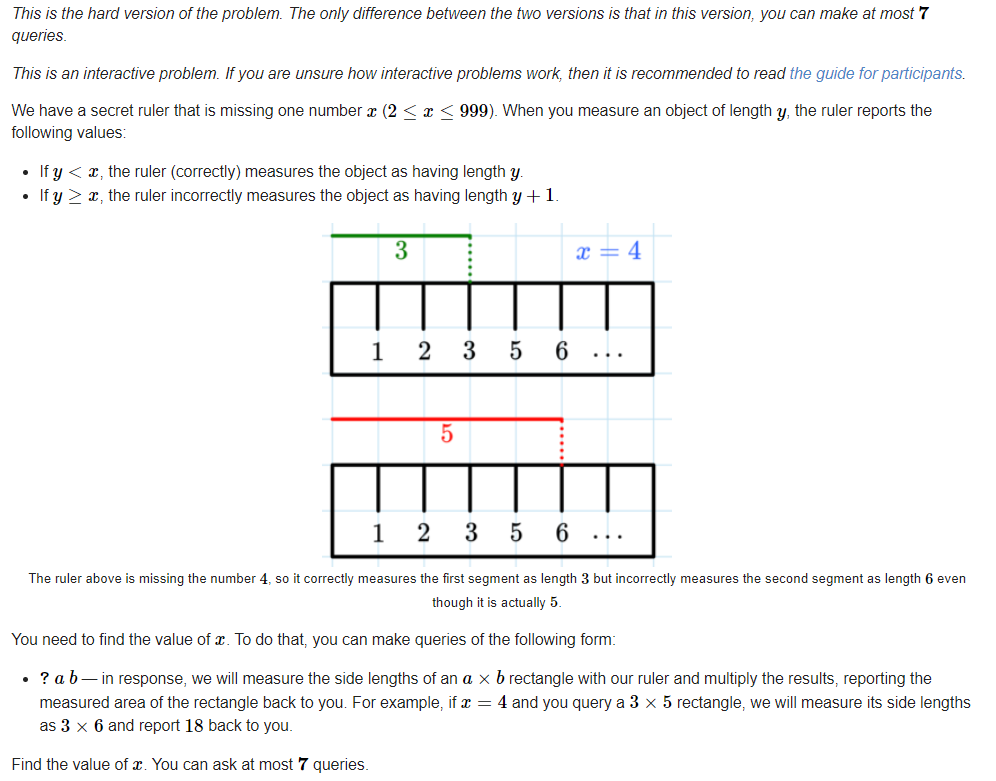 This is the hard version of the problem. The only difference between the two versions is that in this version, you can make at most 7
queries.
This is an interactive problem. If you are unsure how interactive problems work, then it is recommended to read the guide for participants.
We have a secret ruler that is missing one number x (2 ≤ x ≤ 999). When you measure an object of length y, the ruler reports the
following values:
• If y < x, the ruler (correctly) measures the object as having length y.
• If y ≥ x, the ruler incorrectly measures the object as having length y + 1.
3 x = 4
1 2 3 5 6 ...
5
1 2 3 5 6 ...
The ruler above is missing the number 4, so it correctly measures the first segment as length 3 but incorrectly measures the second segment as length 6 even
though it is actually 5.
You need to find the value of x. To do that, you can make queries of the following form:
• ? a b — in response, we will measure the side lengths of an a × b rectangle with our ruler and multiply the results, reporting the
measured area of the rectangle back to you. For example, if x = 4 and you query a 3 × 5 rectangle, we will measure its side lengths
as 3 × 6 and report 18 back to you.
Find the value of x. You can ask at most 7 queries.